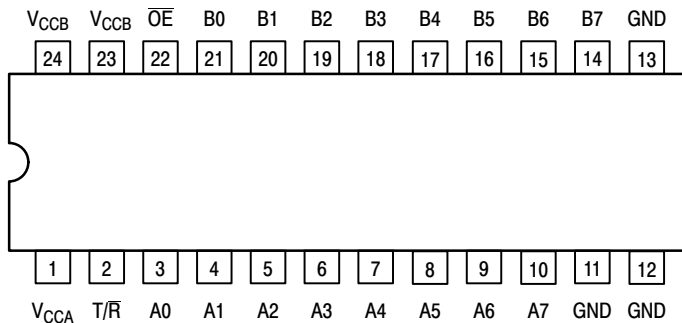 VCCB VCCB O̅E̅ B0 B1 B2 B3 B4 B5 B6 B7 GND
24 23 22 21 20 19 18 17 16 15 14 13
1 2 3 4 5 6 7 8 9 10 11 12
VCCA T/R̅ A0 A1 A2 A3 A4 A5 A6 A7 GND GND